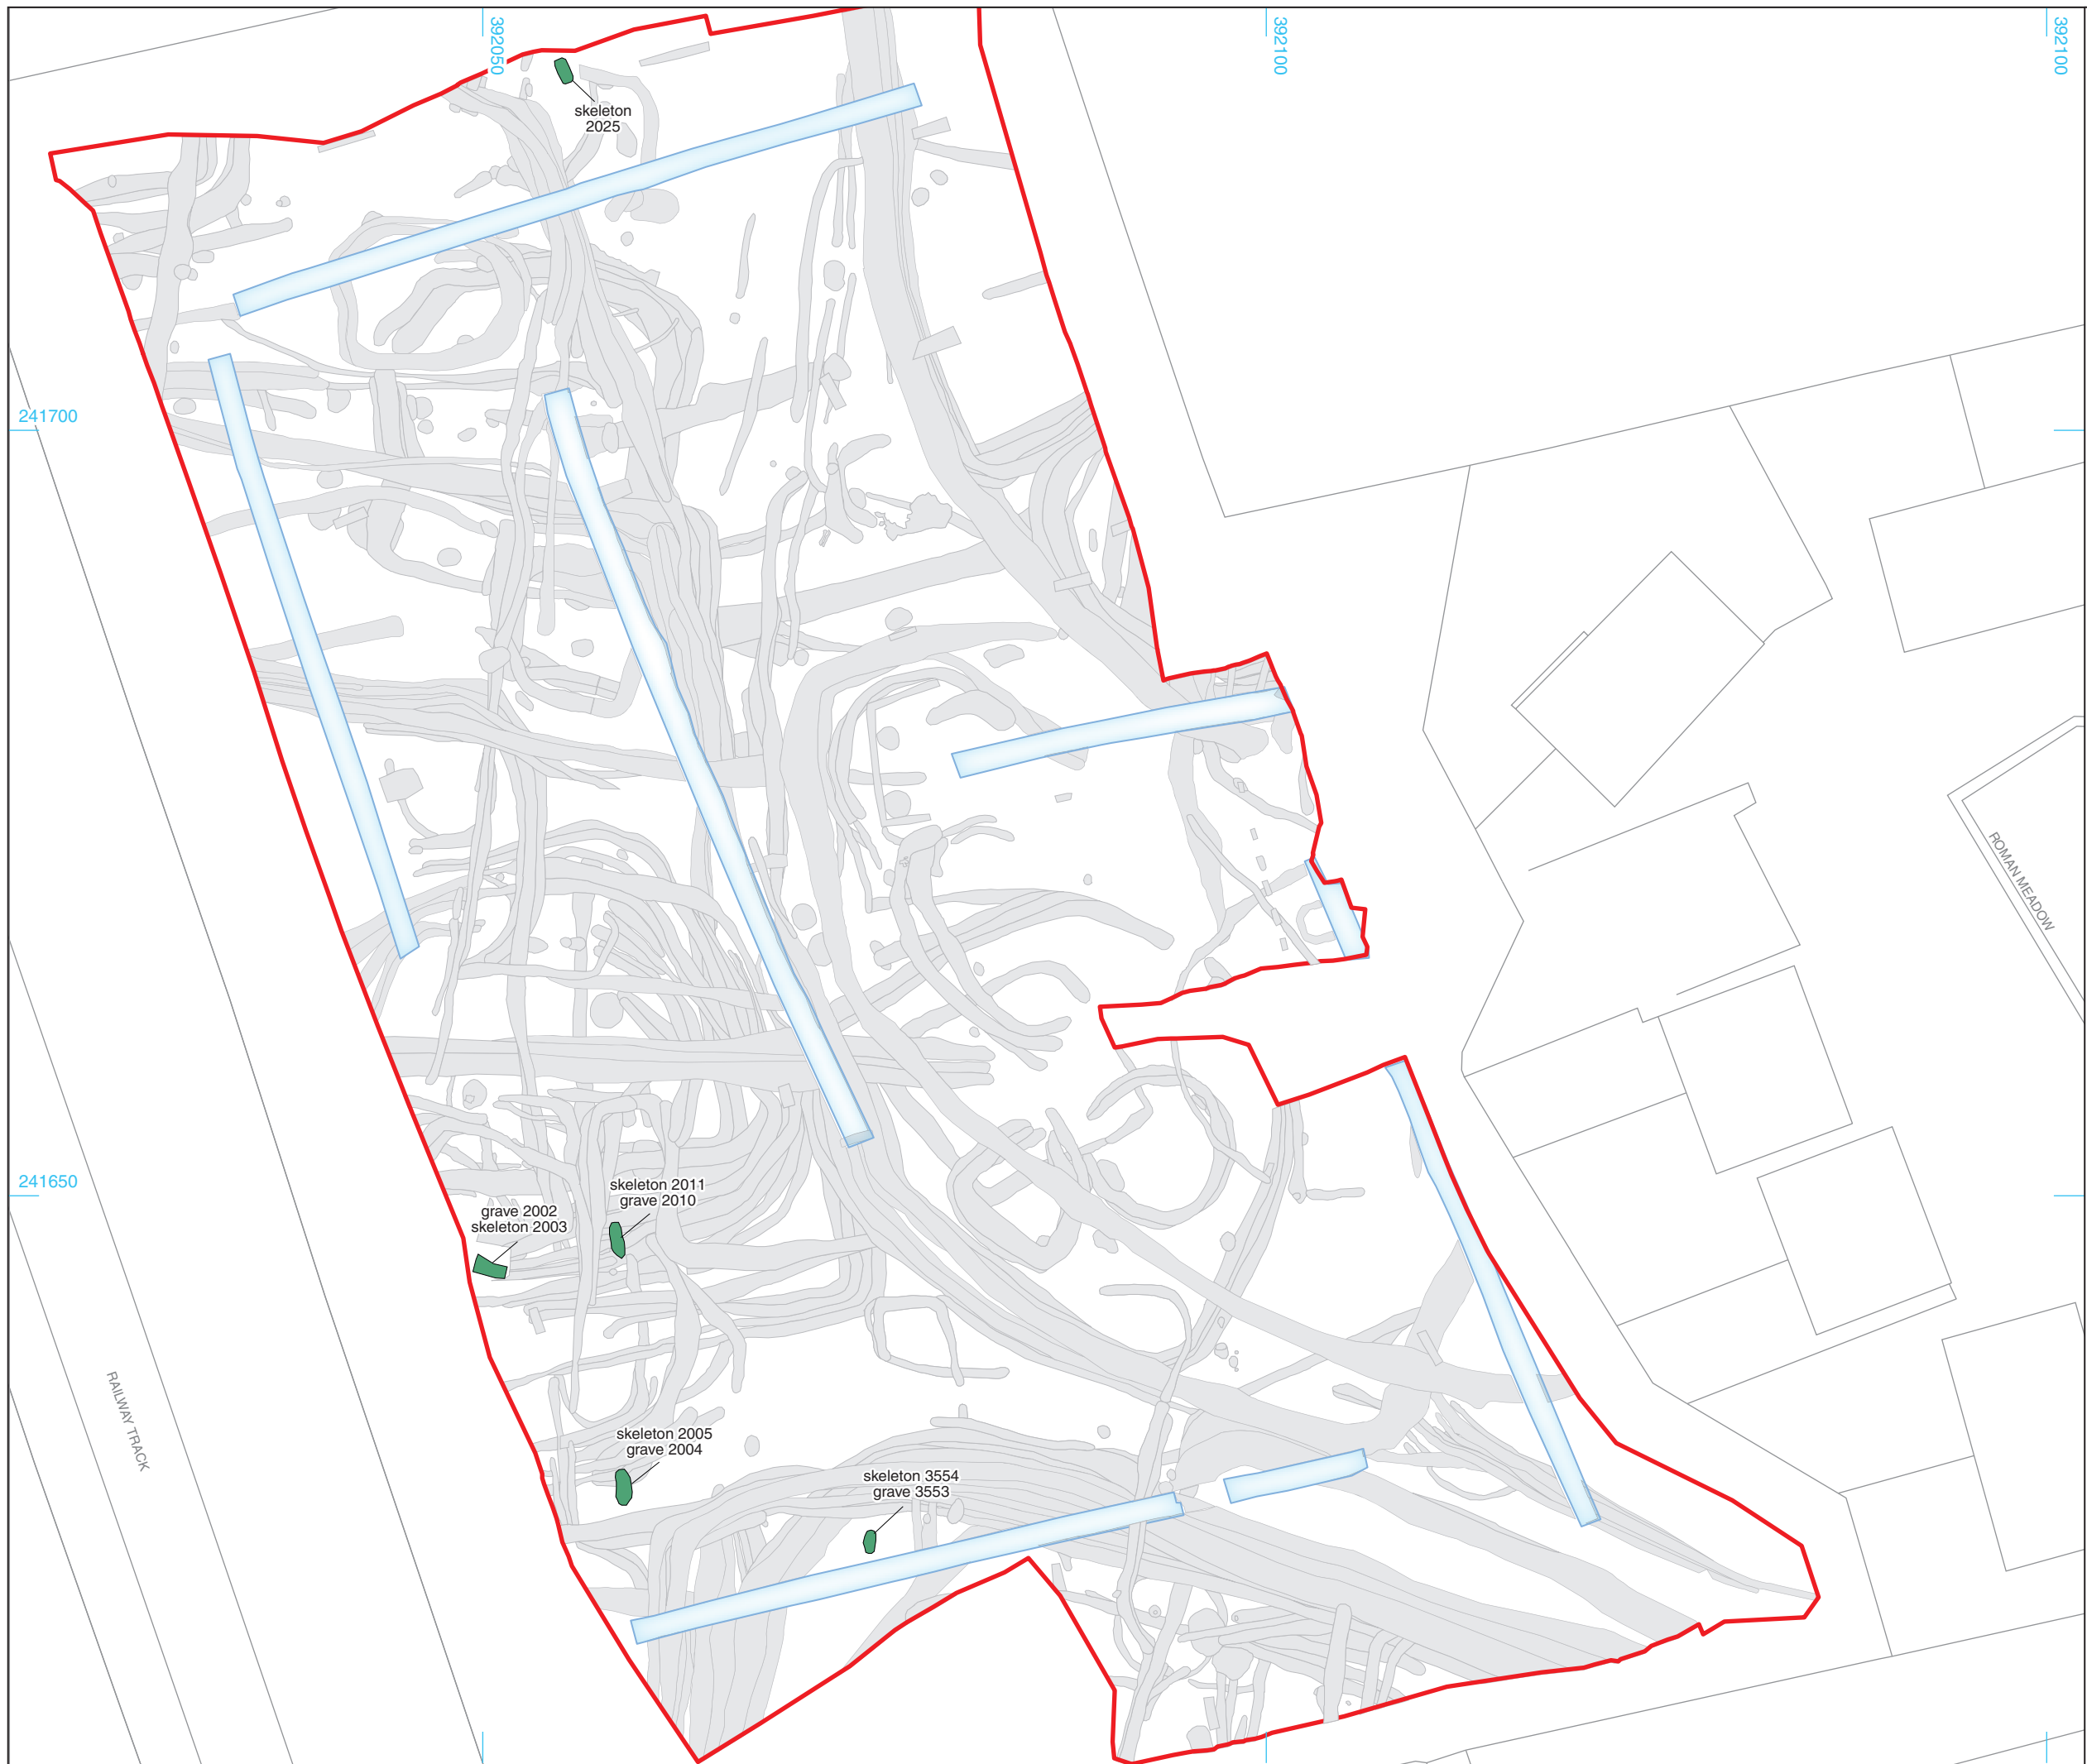 392050
392100
392100
skeleton
2025
241700
ROMAN MEADOW
241650
skeleton 2011
grave 2010
grave 2002
skeleton 2003
RAILWAY TRACK
skeleton 2005
grave 2004
skeleton 3554
grave 3553